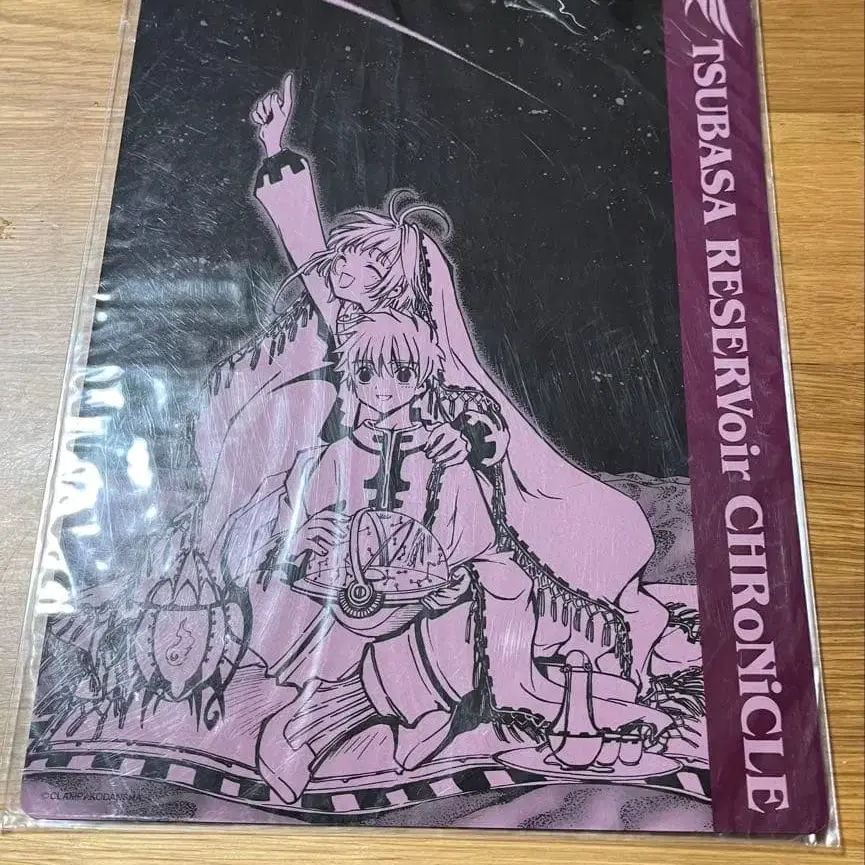 TSUBASA RESERVoir CHRoNiCLE
©CLAMP/KODANSHA